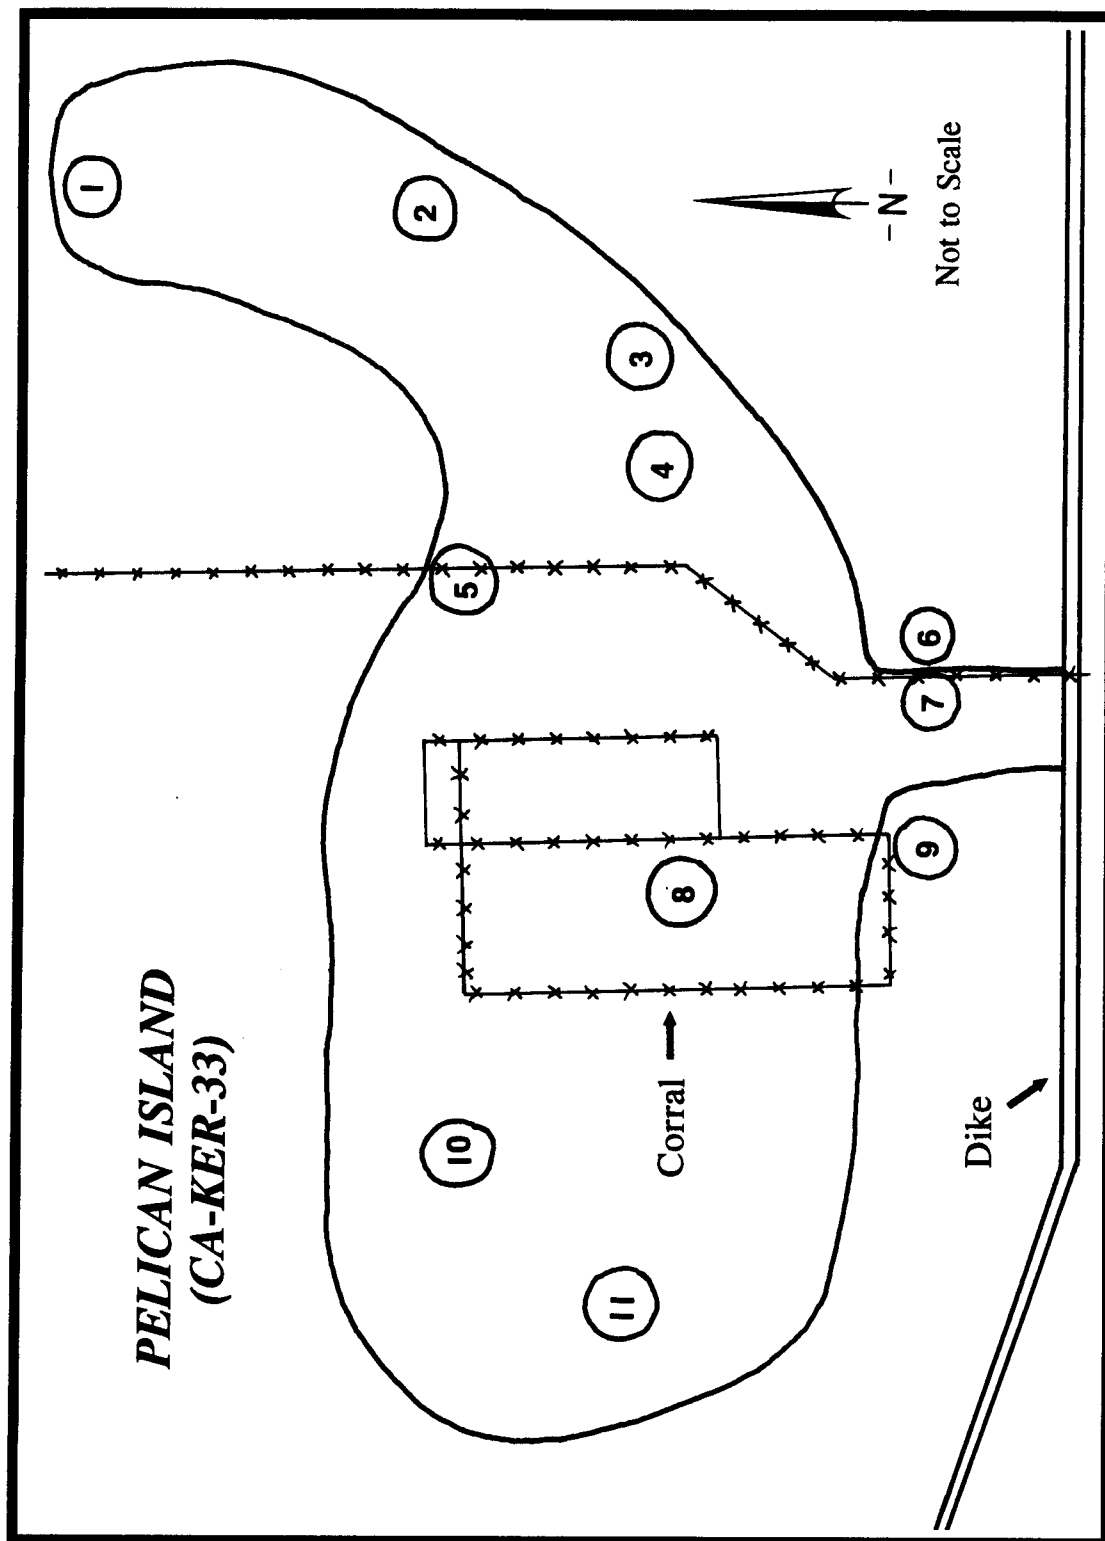 PELICAN ISLAND
(CA-KER-33)
1
2
3
4
5
6
7
8
9
10
11
Corral
Dike
-N-
Not to Scale